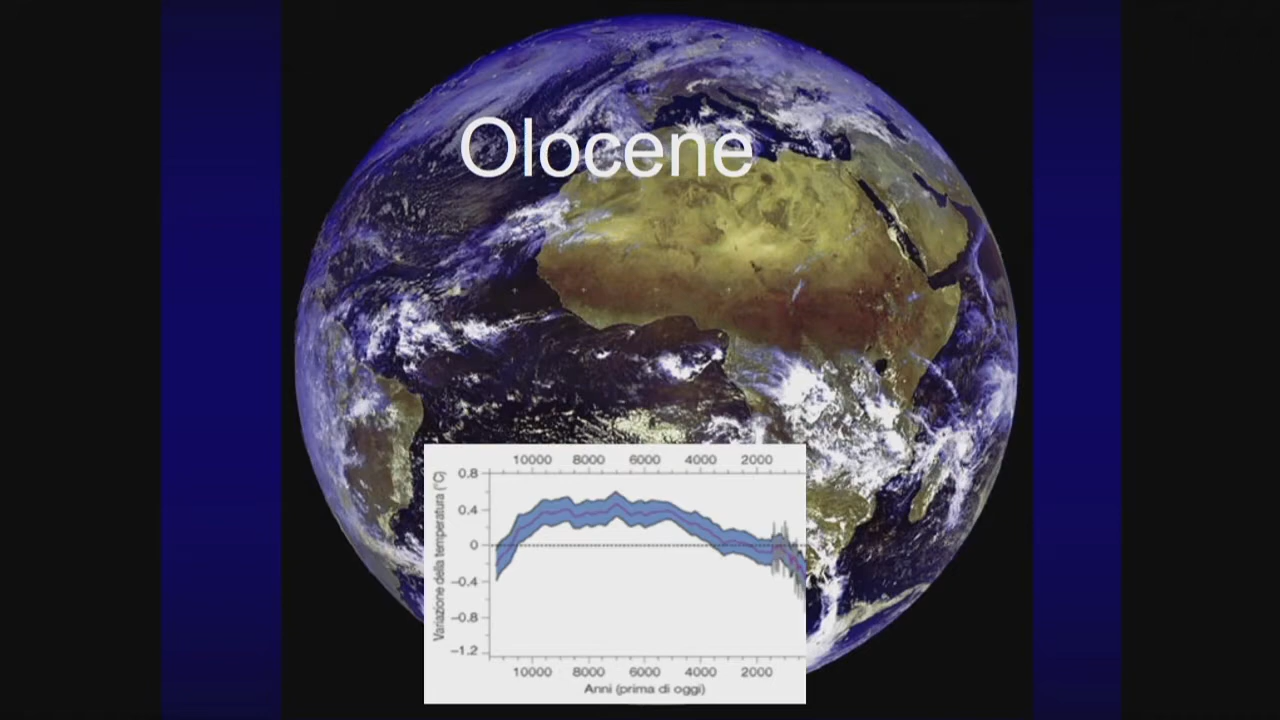 Olocene
10000 8000 6000 4000 2000
0.8
0.4
0
–0.4
–0.8
–1.2
Variazione della temperatura (°C)
10000 8000 6000 4000 2000
Anni (prima di oggi)